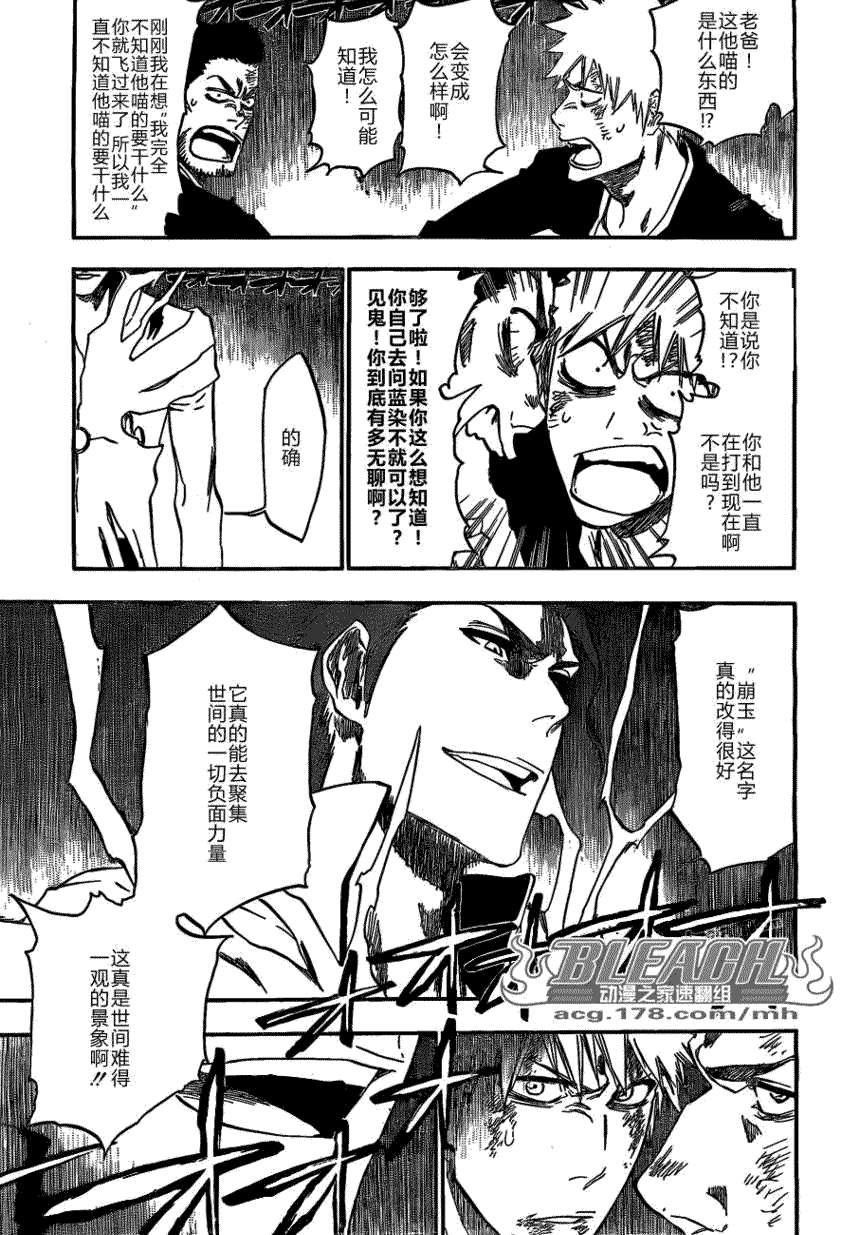 老爸！
这他喵的
是什么东西!?
会变成
怎么样啊！
我怎么可能
知道！
刚刚我在想“我完全
不知道他喵的要干什么”
你就飞过来了 所以我一
直不知道他喵的要干什么
你是说你
不知道!?
你和他一直
在打到现在啊
不是吗？
够了啦！如果你这么想知道！
你自己去问蓝染不就可以了？
见鬼！你到底有多无聊啊？
的确
“崩玉”这名字
真的改得很好
它真的能去聚集
世间的一切负面力量
这真是世间难得
一观的景象啊!!
BLEACH
动漫之家速翻组
acg.178.com/mh